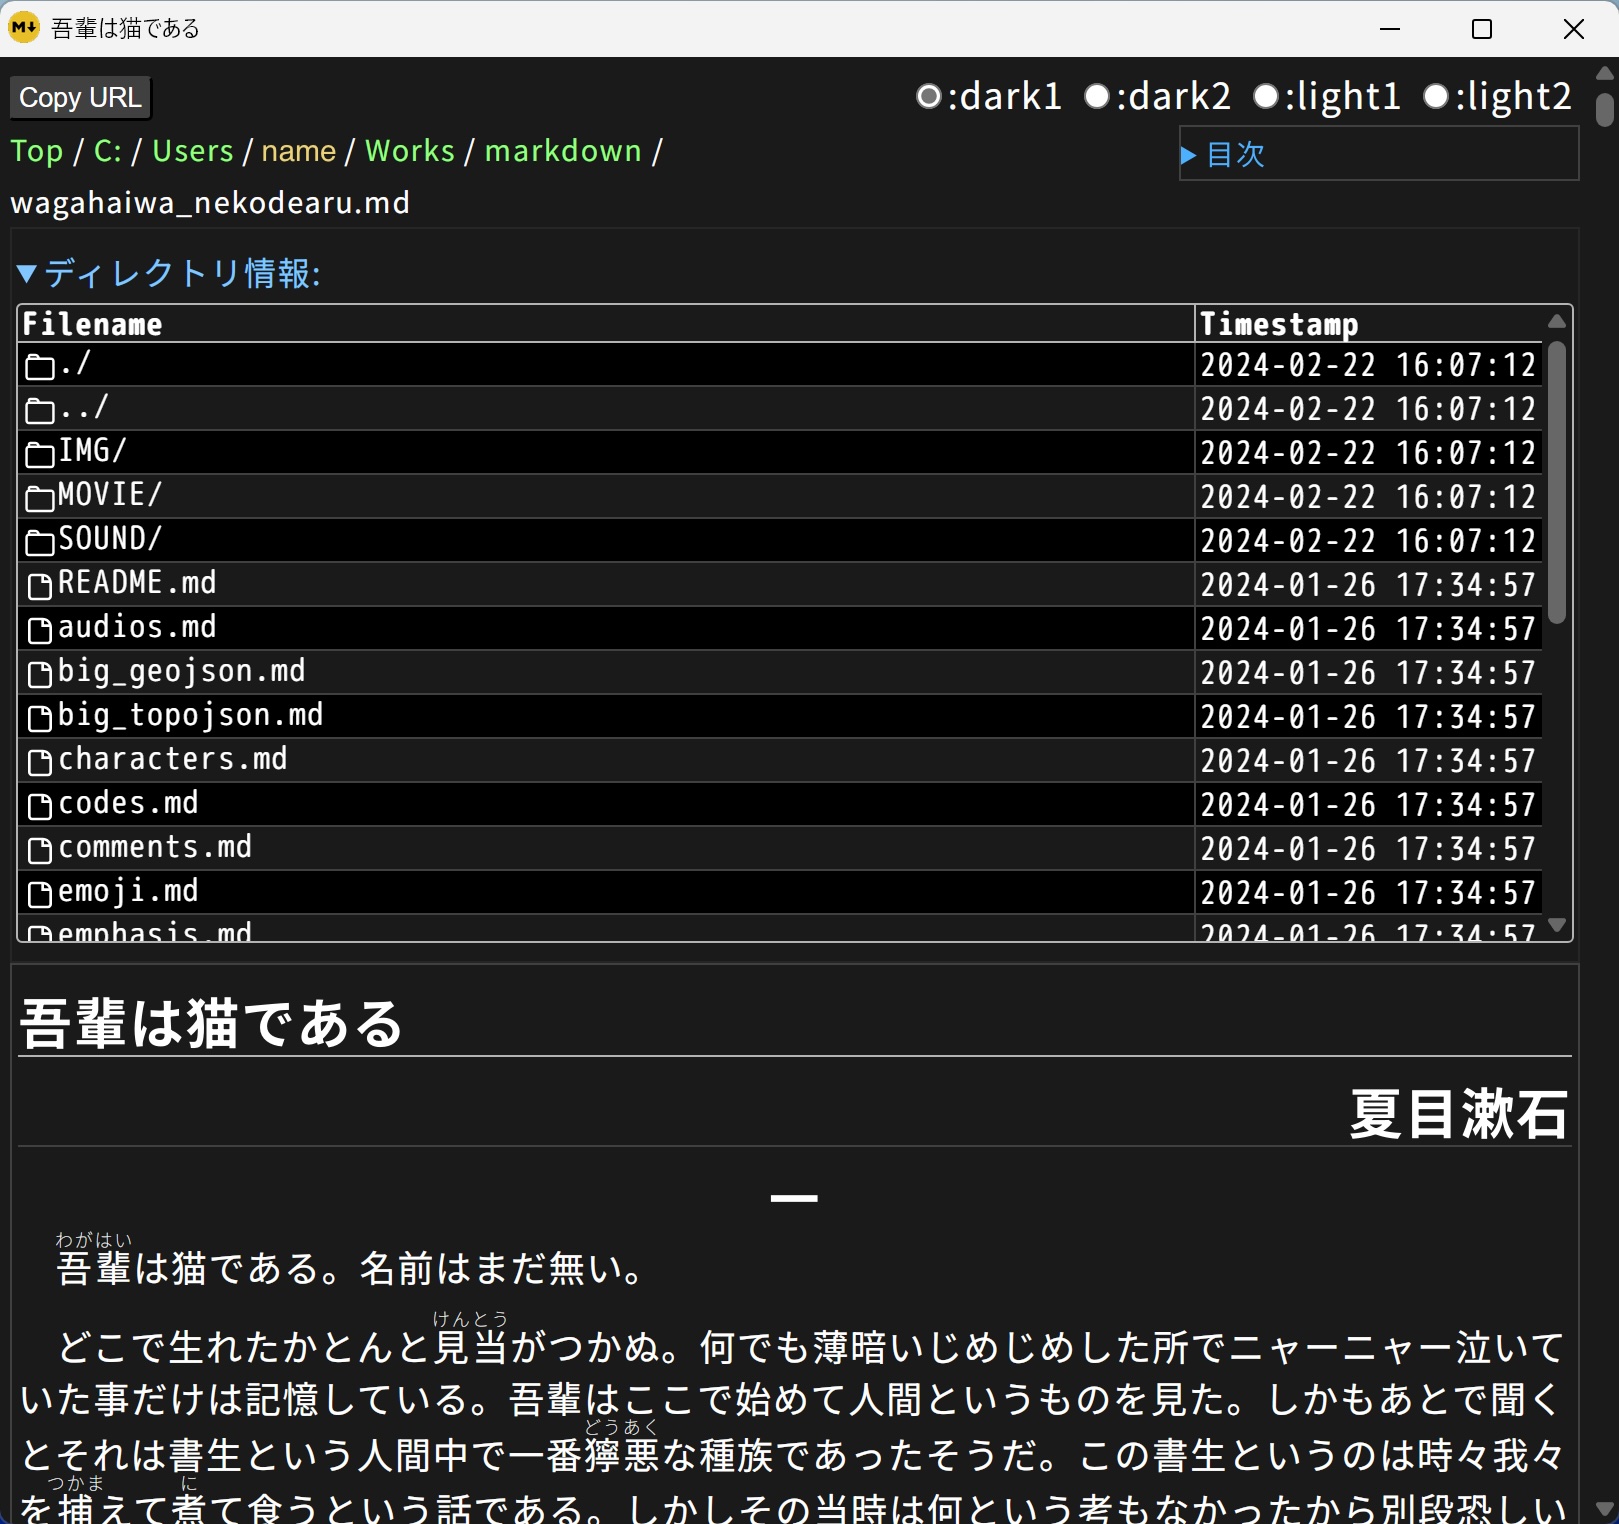 吾輩は猫である
Copy URL
:dark1 :dark2 :light1 :light2
Top / C: / Users / name / Works / markdown /
wagahaiwa_nekodearu.md
▶ 目次
▼ディレクトリ情報:
Filename Timestamp
./ 2024-02-22 16:07:12
../ 2024-02-22 16:07:12
IMG/ 2024-02-22 16:07:12
MOVIE/ 2024-02-22 16:07:12
SOUND/ 2024-02-22 16:07:12
README.md 2024-01-26 17:34:57
audios.md 2024-01-26 17:34:57
big_geojson.md 2024-01-26 17:34:57
big_topojson.md 2024-01-26 17:34:57
characters.md 2024-01-26 17:34:57
codes.md 2024-01-26 17:34:57
comments.md 2024-01-26 17:34:57
emoji.md 2024-01-26 17:34:57
emphasis.md 2024-01-26 17:34:57
吾輩は猫である
夏目漱石
一
わがはい
吾輩は猫である。名前はまだ無い。
けんとう
どこで生れたかとんと見当がつかぬ。何でも薄暗いじめじめした所でニャーニャー泣いて
いた事だけは記憶している。吾輩はここで始めて人間というものを見た。しかもあとで聞く
どうあく
とそれは書生という人間中で一番獰悪な種族であったそうだ。この書生というのは時々我々
つかま に
を捕えて煮て食うという話である。しかしその当時は何という考もなかったから別段恐しい